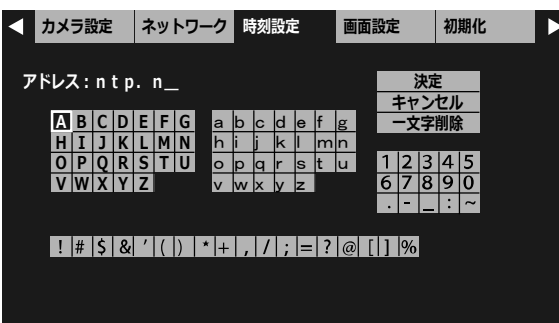 ◀ カメラ設定 ネットワーク 時刻設定 画面設定 初期化 ▶
アドレス:ntp. n_
決定
キャンセル
一文字削除
A B C D E F G
H I J K L M N
O P Q R S T U
V W X Y Z
a b c d e f g
h i j k l m n
o p q r s t u
v w x y z
1 2 3 4 5
6 7 8 9 0
. - _ : ~
! # $ & ' ( ) * + , / ; = ? @ [ ] %